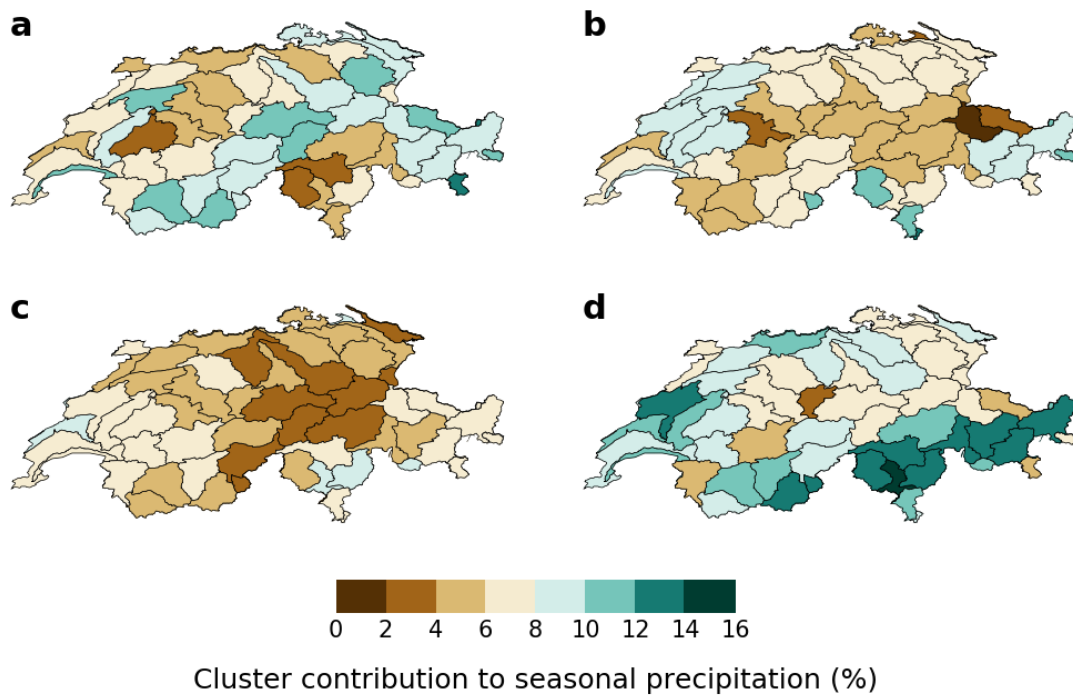 a
b
c
d
0 2 4 6 8 10 12 14 16
Cluster contribution to seasonal precipitation (%)